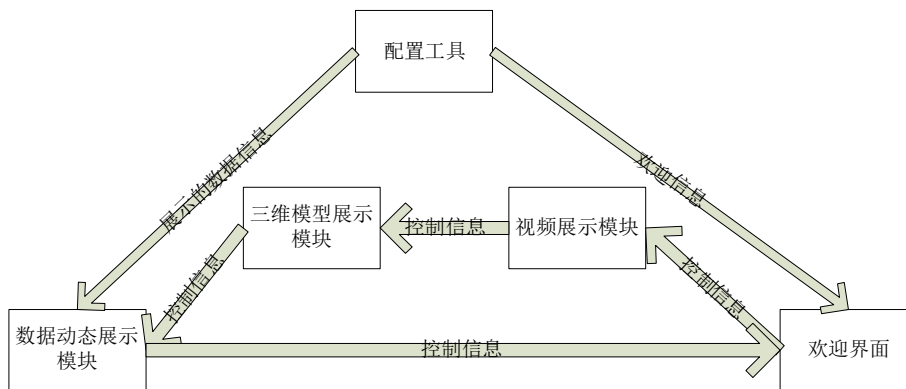 配置工具
展示的数据信息
欢迎信息
三维模型展示
模块
控制信息
视频展示模块
控制信息
控制信息
数据动态展示
模块
控制信息
欢迎界面